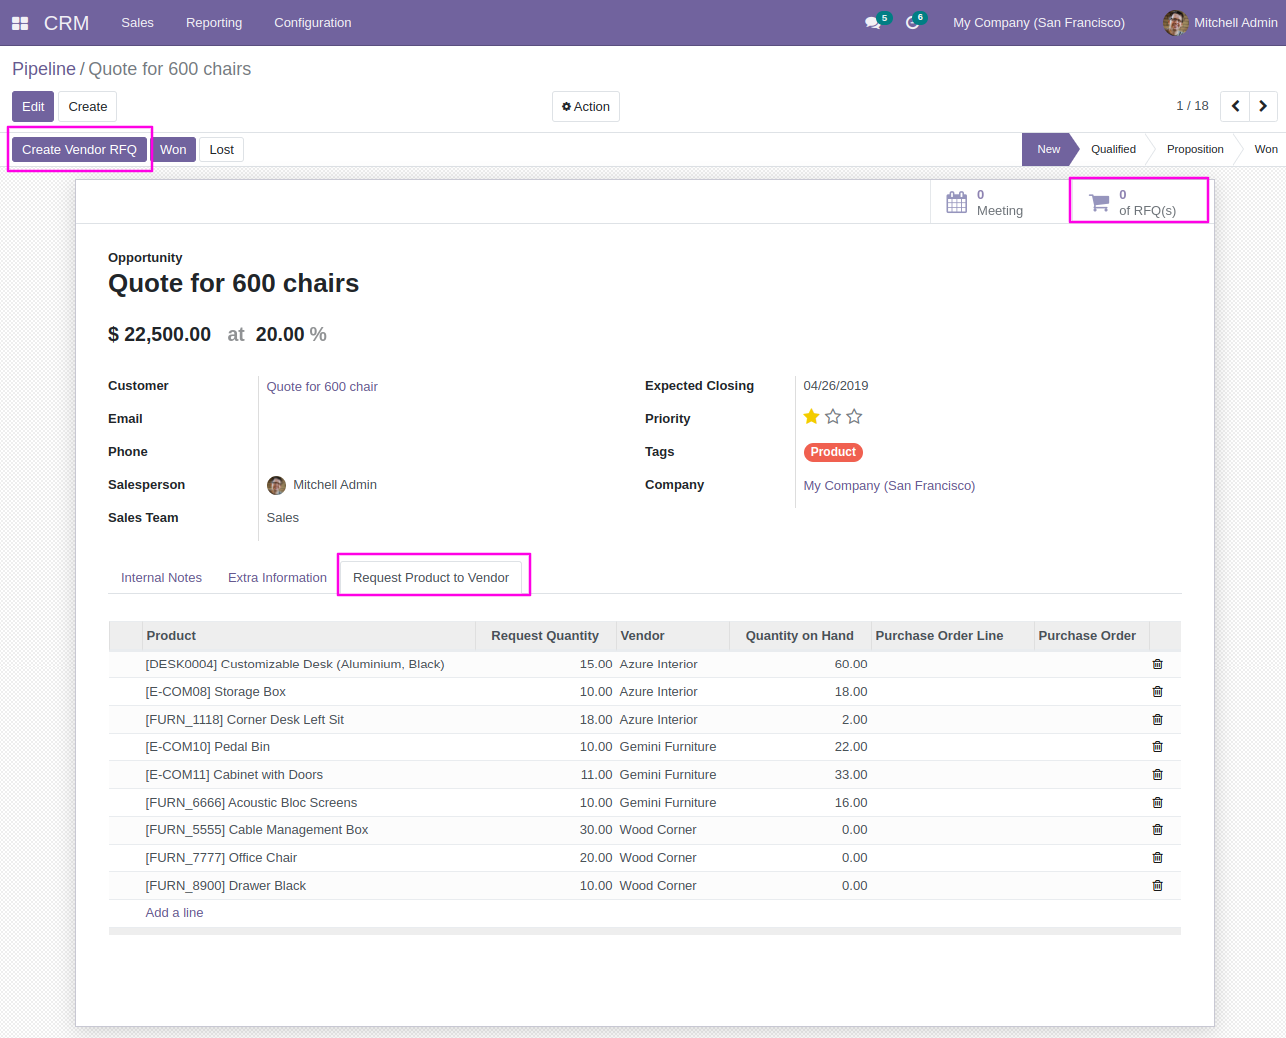 CRM Sales Reporting Configuration 5 6 My Company (San Francisco) Mitchell Admin
Pipeline / Quote for 600 chairs
Edit Create Action 1 / 18
Create Vendor RFQ Won Lost New Qualified Proposition Won
0 0
Meeting of RFQ(s)
Opportunity
Quote for 600 chairs
$ 22,500.00 at 20.00 %
Customer Quote for 600 chair Expected Closing 04/26/2019
Email Priority
Phone Tags Product
Salesperson Mitchell Admin Company My Company (San Francisco)
Sales Team Sales
Internal Notes Extra Information Request Product to Vendor
Product Request Quantity Vendor Quantity on Hand Purchase Order Line Purchase Order
[DESK0004] Customizable Desk (Aluminium, Black) 15.00 Azure Interior 60.00
[E-COM08] Storage Box 10.00 Azure Interior 18.00
[FURN_1118] Corner Desk Left Sit 18.00 Azure Interior 2.00
[E-COM10] Pedal Bin 10.00 Gemini Furniture 22.00
[E-COM11] Cabinet with Doors 11.00 Gemini Furniture 33.00
[FURN_6666] Acoustic Bloc Screens 10.00 Gemini Furniture 16.00
[FURN_5555] Cable Management Box 30.00 Wood Corner 0.00
[FURN_7777] Office Chair 20.00 Wood Corner 0.00
[FURN_8900] Drawer Black 10.00 Wood Corner 0.00
Add a line